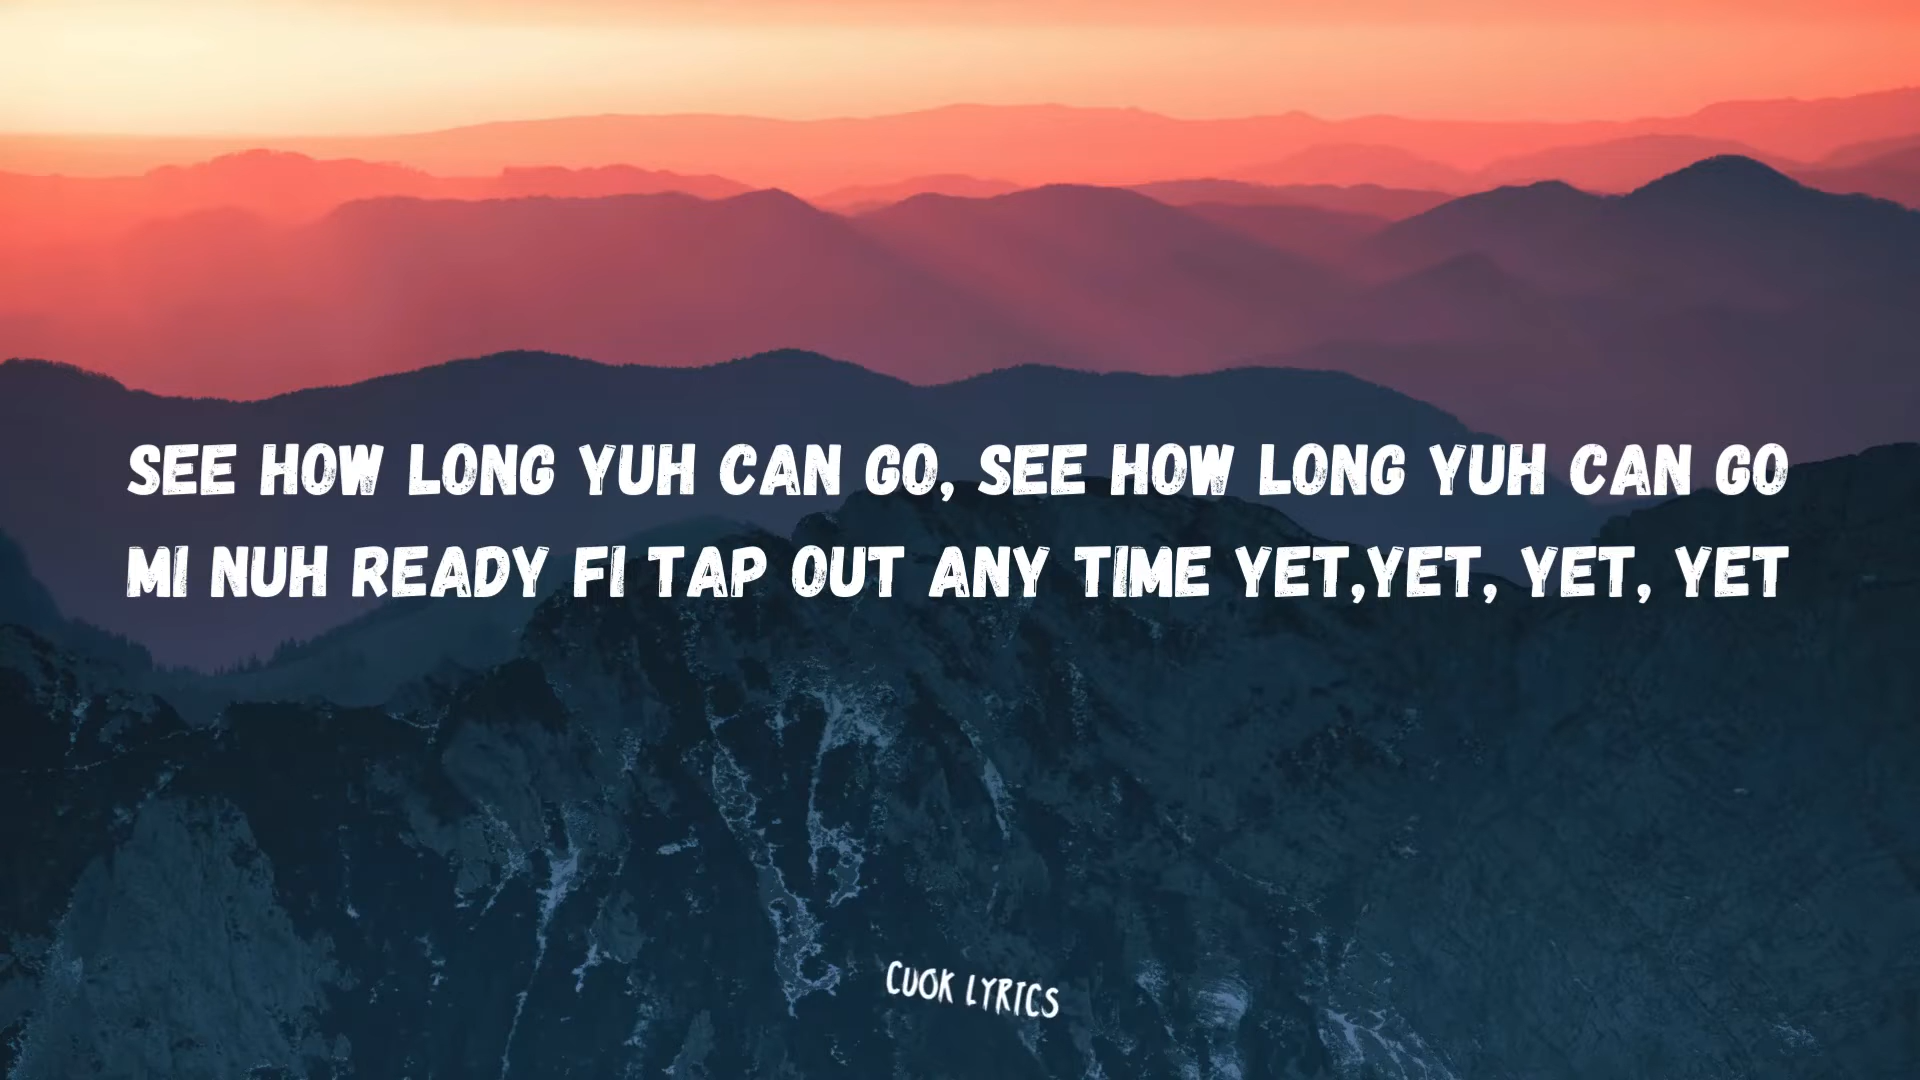 SEE HOW LONG YUH CAN GO, SEE HOW LONG YUH CAN GO
MI NUH READY FI TAP OUT ANY TIME YET,YET, YET, YET
CUOK LYRICS